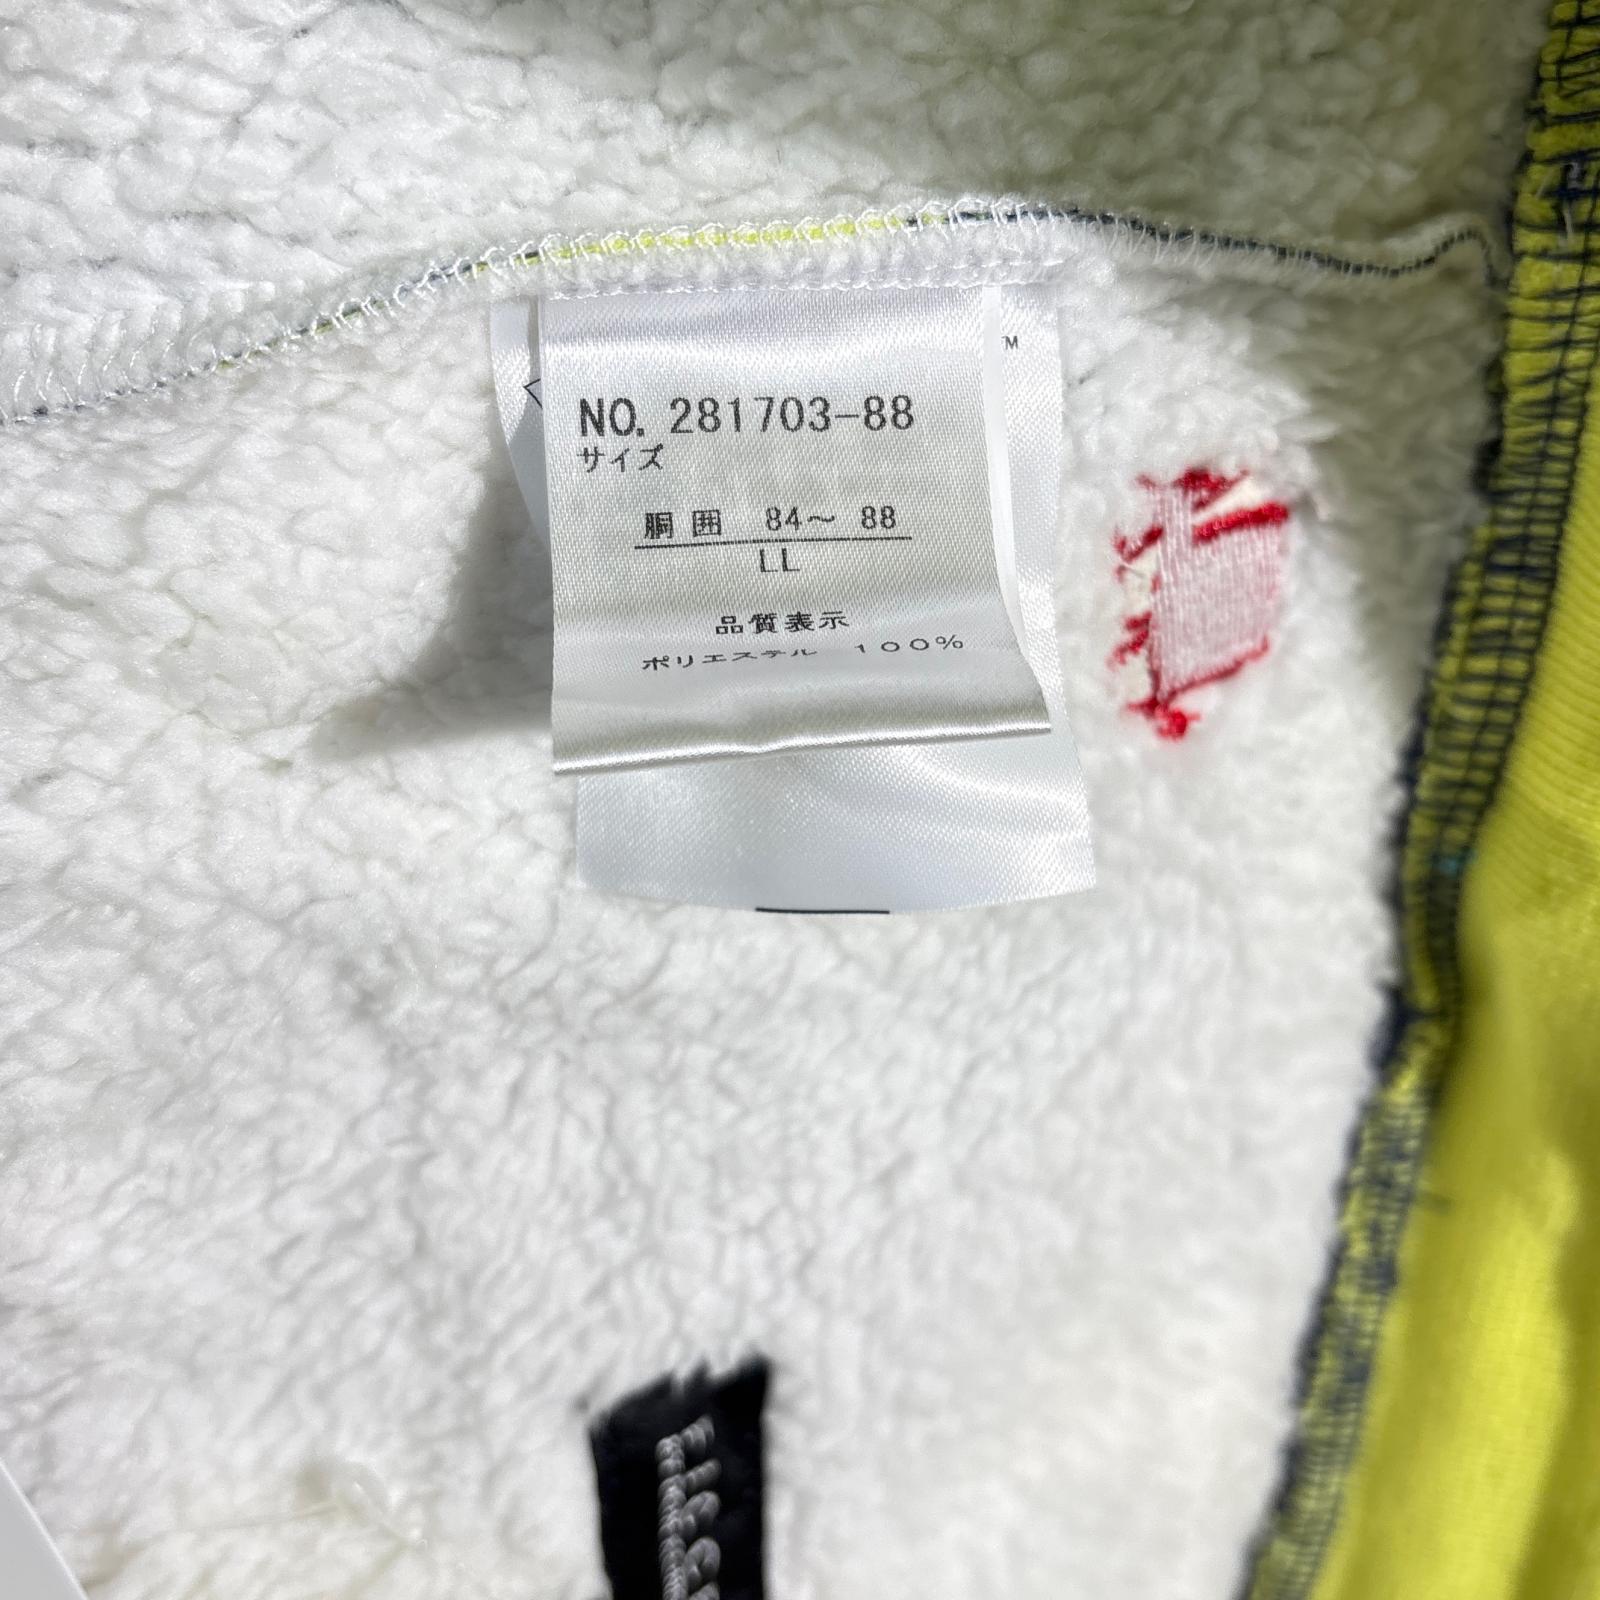 TM
NO. 281703-88
サイズ
胴囲 84～ 88
LL
品質表示
ポリエステル 100%